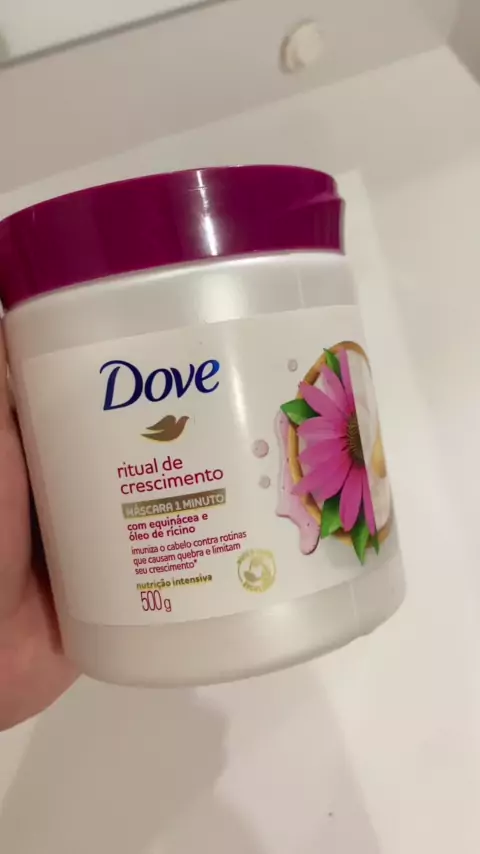 Dove
ritual de
crescimento
MÁSCARA 1 MINUTO
com equinácea e
óleo de rícino
imuniza o cabelo contra rotinas
que causam quebra e limitam
seu crescimento*
nutrição intensiva
500g